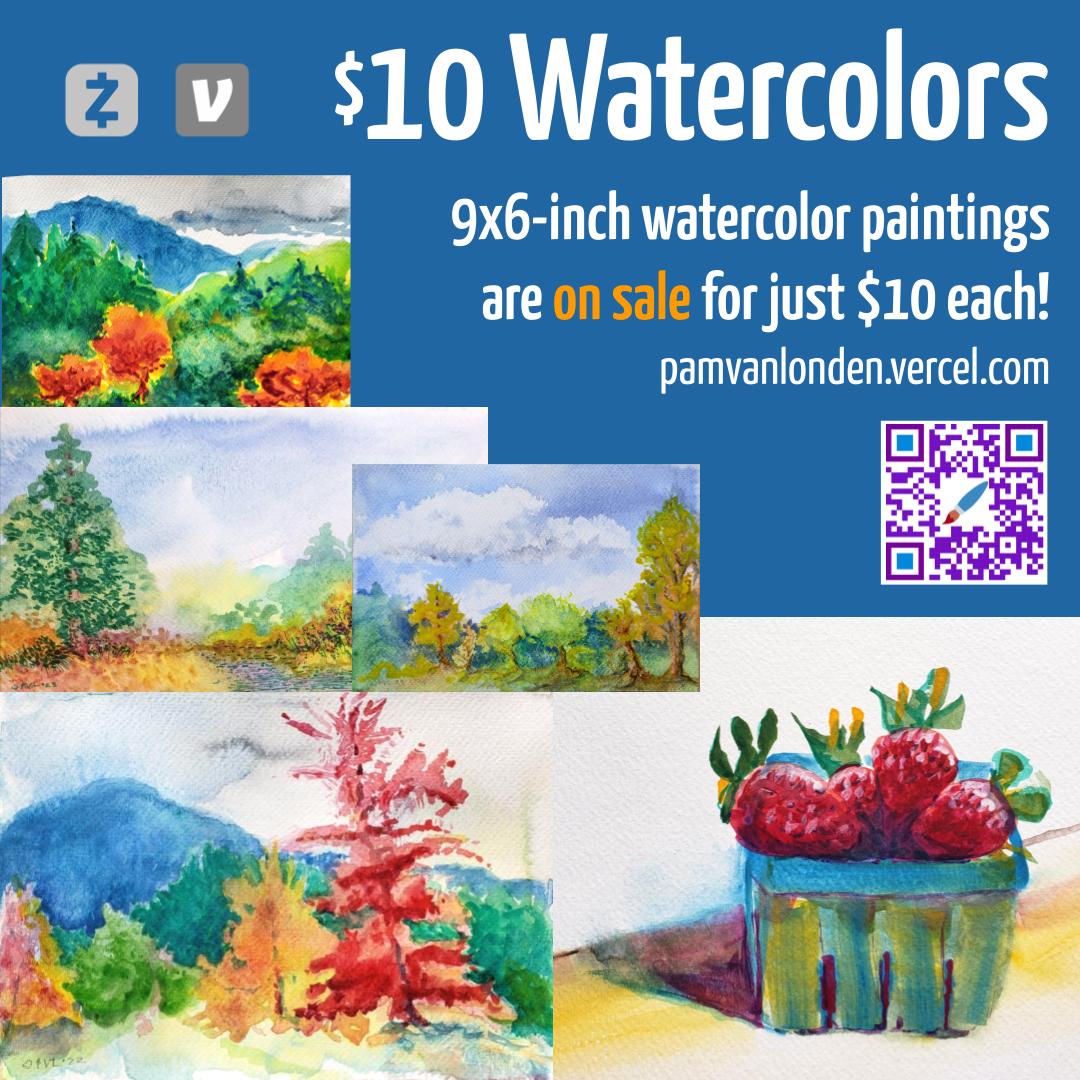 $10 Watercolors
9x6-inch watercolor paintings
are on sale for just $10 each!
pamvanlonden.vercel.com